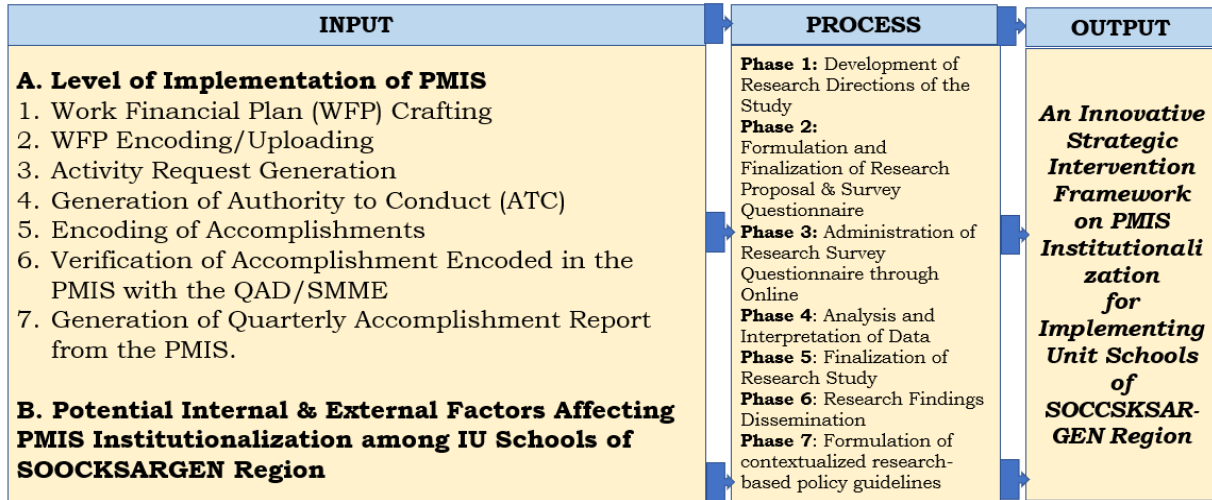 INPUT
A. Level of Implementation of PMIS
1. Work Financial Plan (WFP) Crafting
2. WFP Encoding/Uploading
3. Activity Request Generation
4. Generation of Authority to Conduct (ATC)
5. Encoding of Accomplishments
6. Verification of Accomplishment Encoded in the
PMIS with the QAD/SMME
7. Generation of Quarterly Accomplishment Report
from the PMIS.
B. Potential Internal & External Factors Affecting
PMIS Institutionalization among IU Schools of
SOOCKSARGEN Region
PROCESS
Phase 1: Development of
Research Directions of the
Study
Phase 2:
Formulation and
Finalization of Research
Proposal & Survey
Questionnaire
Phase 3: Administration of
Research Survey
Questionnaire through
Online
Phase 4: Analysis and
Interpretation of Data
Phase 5: Finalization of
Research Study
Phase 6: Research Findings
Dissemination
Phase 7: Formulation of
contextualized research-
based policy guidelines
OUTPUT
An Innovative
Strategic
Intervention
Framework
on PMIS
Institutionali
zation
for
Implementing
Unit Schools
of
SOCCSKSAR-
GEN Region